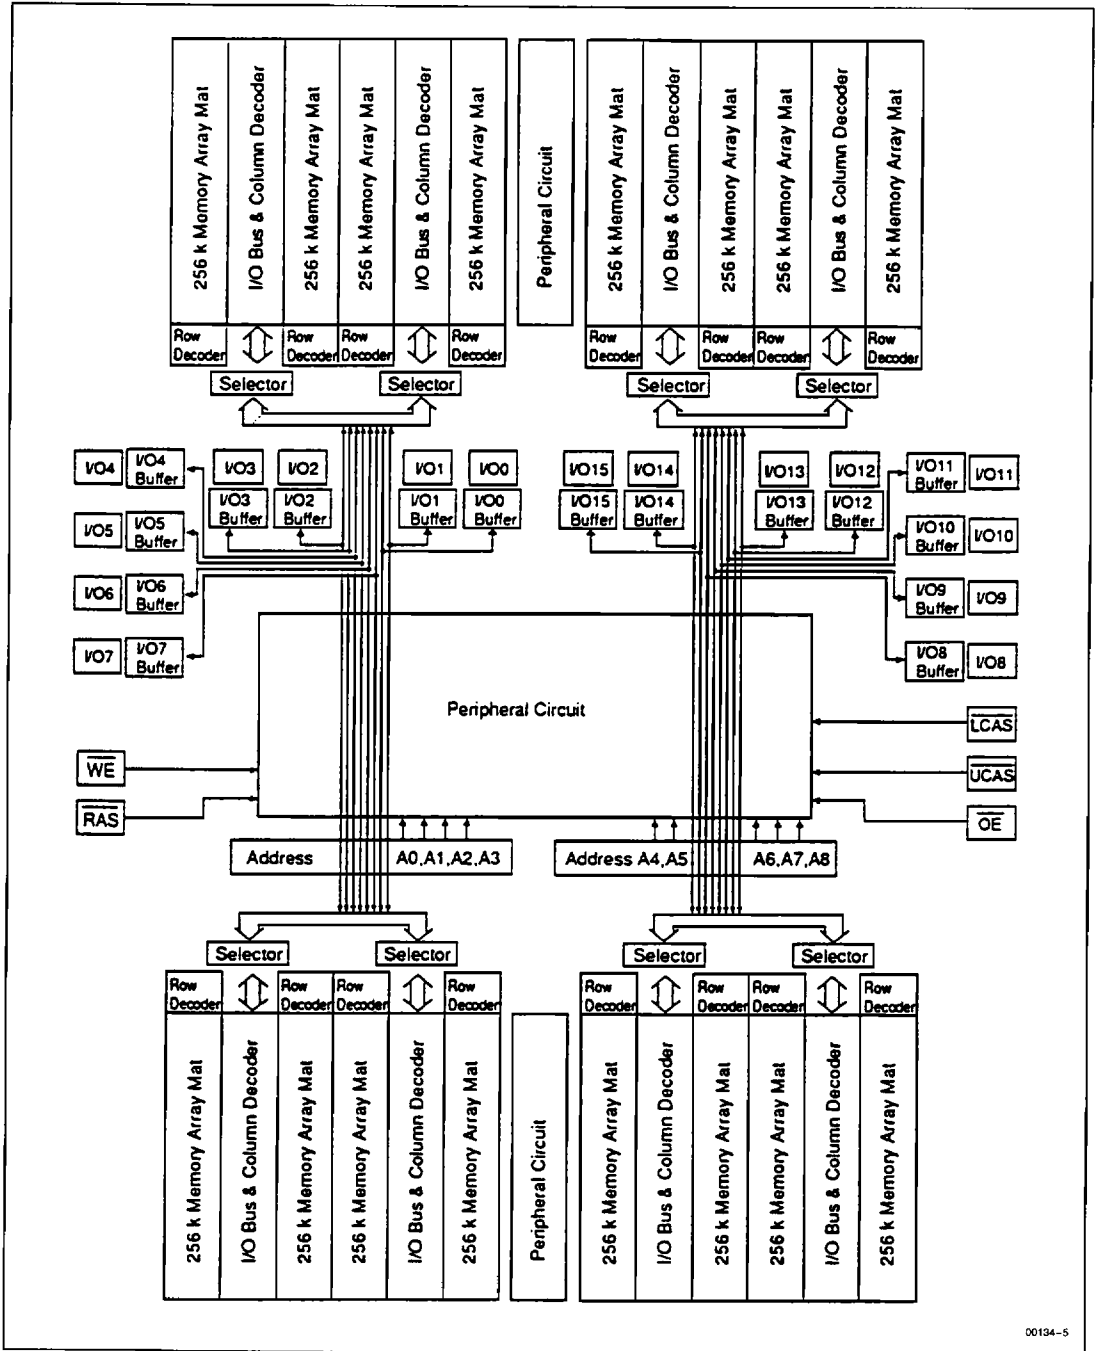 256 k Momory Array Mat
I/O Bus & Column Decoder
256 k Memory Array Mat
256 k Memory Array Mat
I/O Bus & Column Decoder
256 k Memory Array Mat
Peripheral Circuit
256 k Memory Array Mat
I/O Bus & Column Decoder
256 k Memory Array Mat
256 k Memory Array Mat
I/O Bus & Column Decoder
256 k Memory Array Mat
Row
Decoder
Row
Decoder
Row
Decoder
Row
Decoder
Row
Decoder
Row
Decoder
Row
Decoder
Row
Decoder
Selector
Selector
Selector
Selector
I/O4
I/O4
Buffer
I/O3
I/O2
I/O1
I/O0
I/O15
I/O14
I/O13
I/O12
I/O11
Buffer
I/O11
I/O3
Buffer
I/O2
Buffer
I/O1
Buffer
I/O0
Buffer
I/O15
Buffer
I/O14
Buffer
I/O13
Buffer
I/O12
Buffer
I/O5
I/O5
Buffer
I/O10
Buffer
I/O10
I/O6
I/O6
Buffer
I/O9
Buffer
I/O9
I/O7
I/O7
Buffer
I/O8
Buffer
I/O8
Peripheral Circuit
LCAS
WE
UCAS
RAS
OE
Address A0,A1,A2,A3
Address A4,A5 A6,A7,A8
Selector
Selector
Selector
Selector
Row
Decoder
Row
Decoder
Row
Decoder
Row
Decoder
Row
Decoder
Row
Decoder
Row
Decoder
Row
Decoder
256 k Memory Array Mat
I/O Bus & Column Decoder
256 k Memory Array Mat
256 k Memory Array Mat
I/O Bus & Column Decoder
256 k Memory Array Mat
Peripheral Circuit
256 k Memory Array Mat
I/O Bus & Column Decoder
256 k Memory Array Mat
256 k Memory Array Mat
I/O Bus & Column Decoder
256 k Memory Array Mat
00134-5